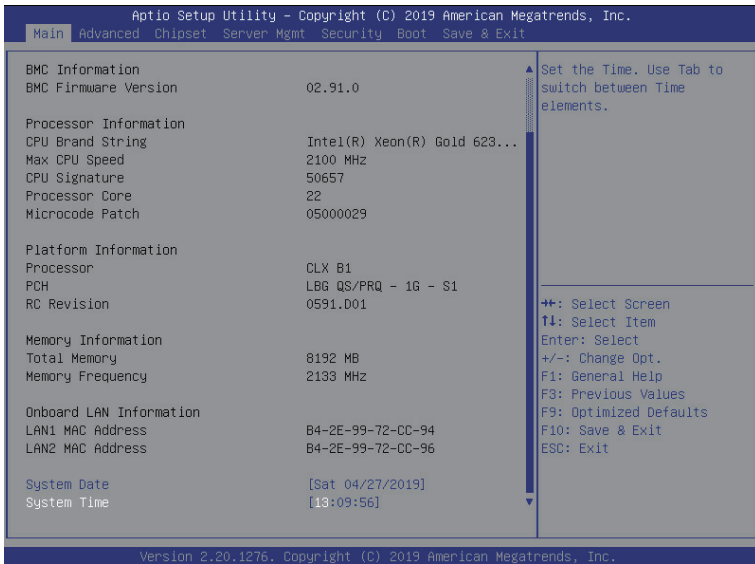 Aptio Setup Utility – Copyright (C) 2019 American Megatrends, Inc.
Main Advanced Chipset Server Mgmt Security Boot Save & Exit
BMC Information
BMC Firmware Version 02.91.0
Processor Information
CPU Brand String Intel(R) Xeon(R) Gold 623...
Max CPU Speed 2100 MHz
CPU Signature 50657
Processor Core 22
Microcode Patch 05000029
Platform Information
Processor CLX B1
PCH LBG QS/PRQ - 1G - S1
RC Revision 0591.D01
Memory Information
Total Memory 8192 MB
Memory Frequency 2133 MHz
Onboard LAN Information
LAN1 MAC Address B4-2E-99-72-CC-94
LAN2 MAC Address B4-2E-99-72-CC-96
System Date [Sat 04/27/2019]
System Time [13:09:56]
Set the Time. Use Tab to
switch between Time
elements.
→←: Select Screen
↑↓: Select Item
Enter: Select
+/-: Change Opt.
F1: General Help
F3: Previous Values
F9: Optimized Defaults
F10: Save & Exit
ESC: Exit
Version 2.20.1276. Copyright (C) 2019 American Megatrends, Inc.